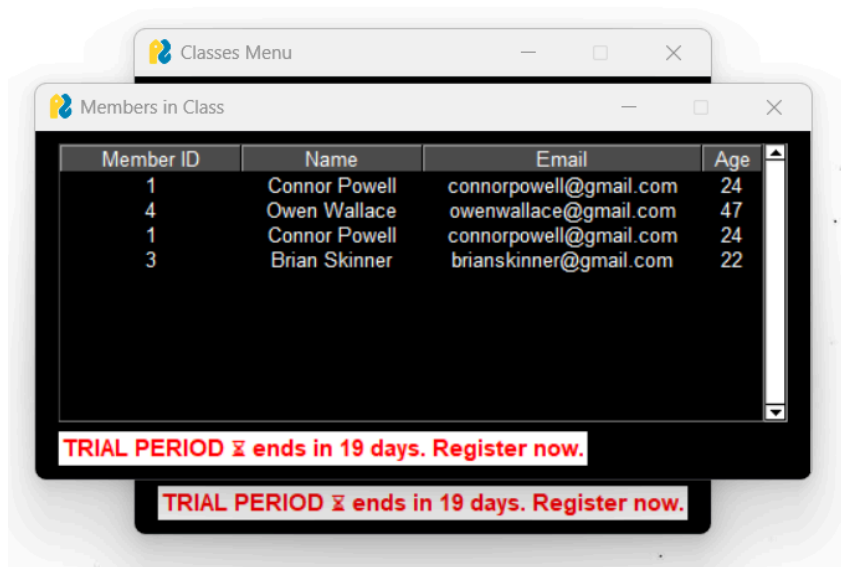 Classes Menu
Members in Class
Member ID Name Email Age
1 Connor Powell connorpowell@gmail.com 24
4 Owen Wallace owenwallace@gmail.com 47
1 Connor Powell connorpowell@gmail.com 24
3 Brian Skinner brianskinner@gmail.com 22
TRIAL PERIOD ⏳ ends in 19 days. Register now.
TRIAL PERIOD ⏳ ends in 19 days. Register now.